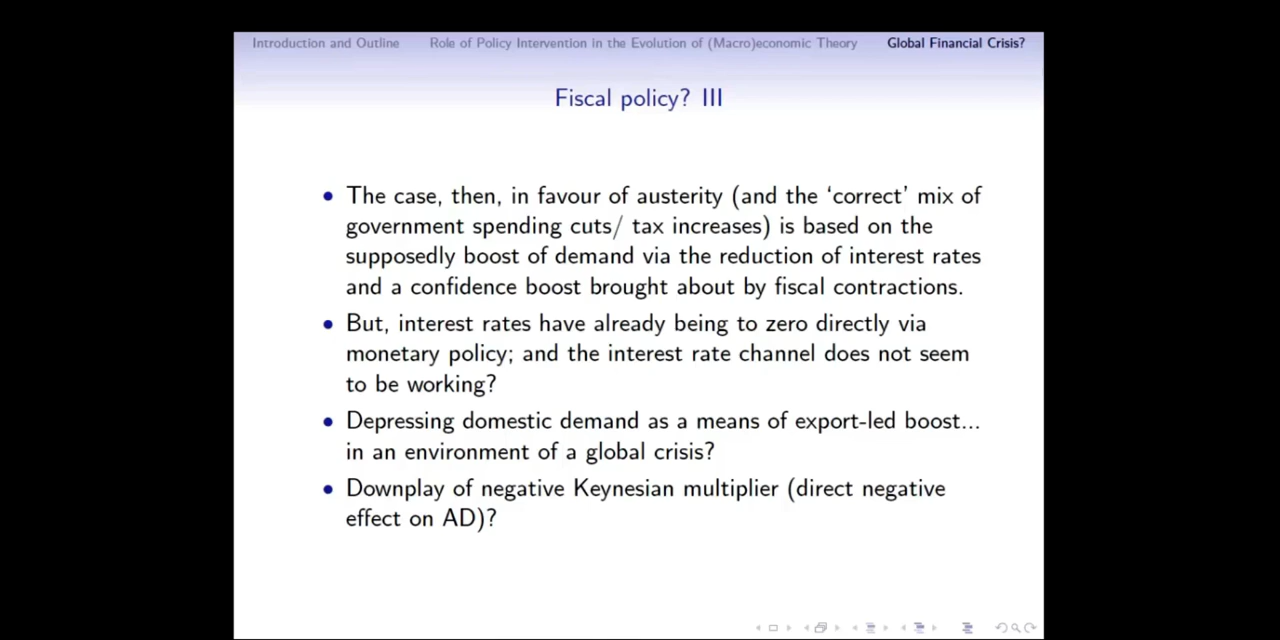 Introduction and Outline Role of Policy Intervention in the Evolution of (Macro)economic Theory Global Financial Crisis?
Fiscal policy? III
• The case, then, in favour of austerity (and the ‘correct’ mix of
government spending cuts/ tax increases) is based on the
supposedly boost of demand via the reduction of interest rates
and a confidence boost brought about by fiscal contractions.
• But, interest rates have already being to zero directly via
monetary policy; and the interest rate channel does not seem
to be working?
• Depressing domestic demand as a means of export-led boost...
in an environment of a global crisis?
• Downplay of negative Keynesian multiplier (direct negative
effect on AD)?